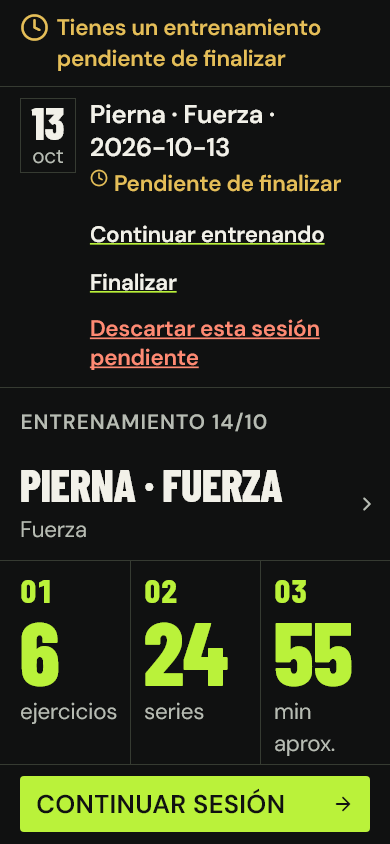 Tienes un entrenamiento
pendiente de finalizar
13
oct
Pierna · Fuerza ·
2026-10-13
Pendiente de finalizar
Continuar entrenando
Finalizar
Descartar esta sesión
pendiente
ENTRENAMIENTO 14/10
PIERNA · FUERZA
Fuerza
01
6
ejercicios
02
24
series
03
55
min
aprox.
CONTINUAR SESIÓN